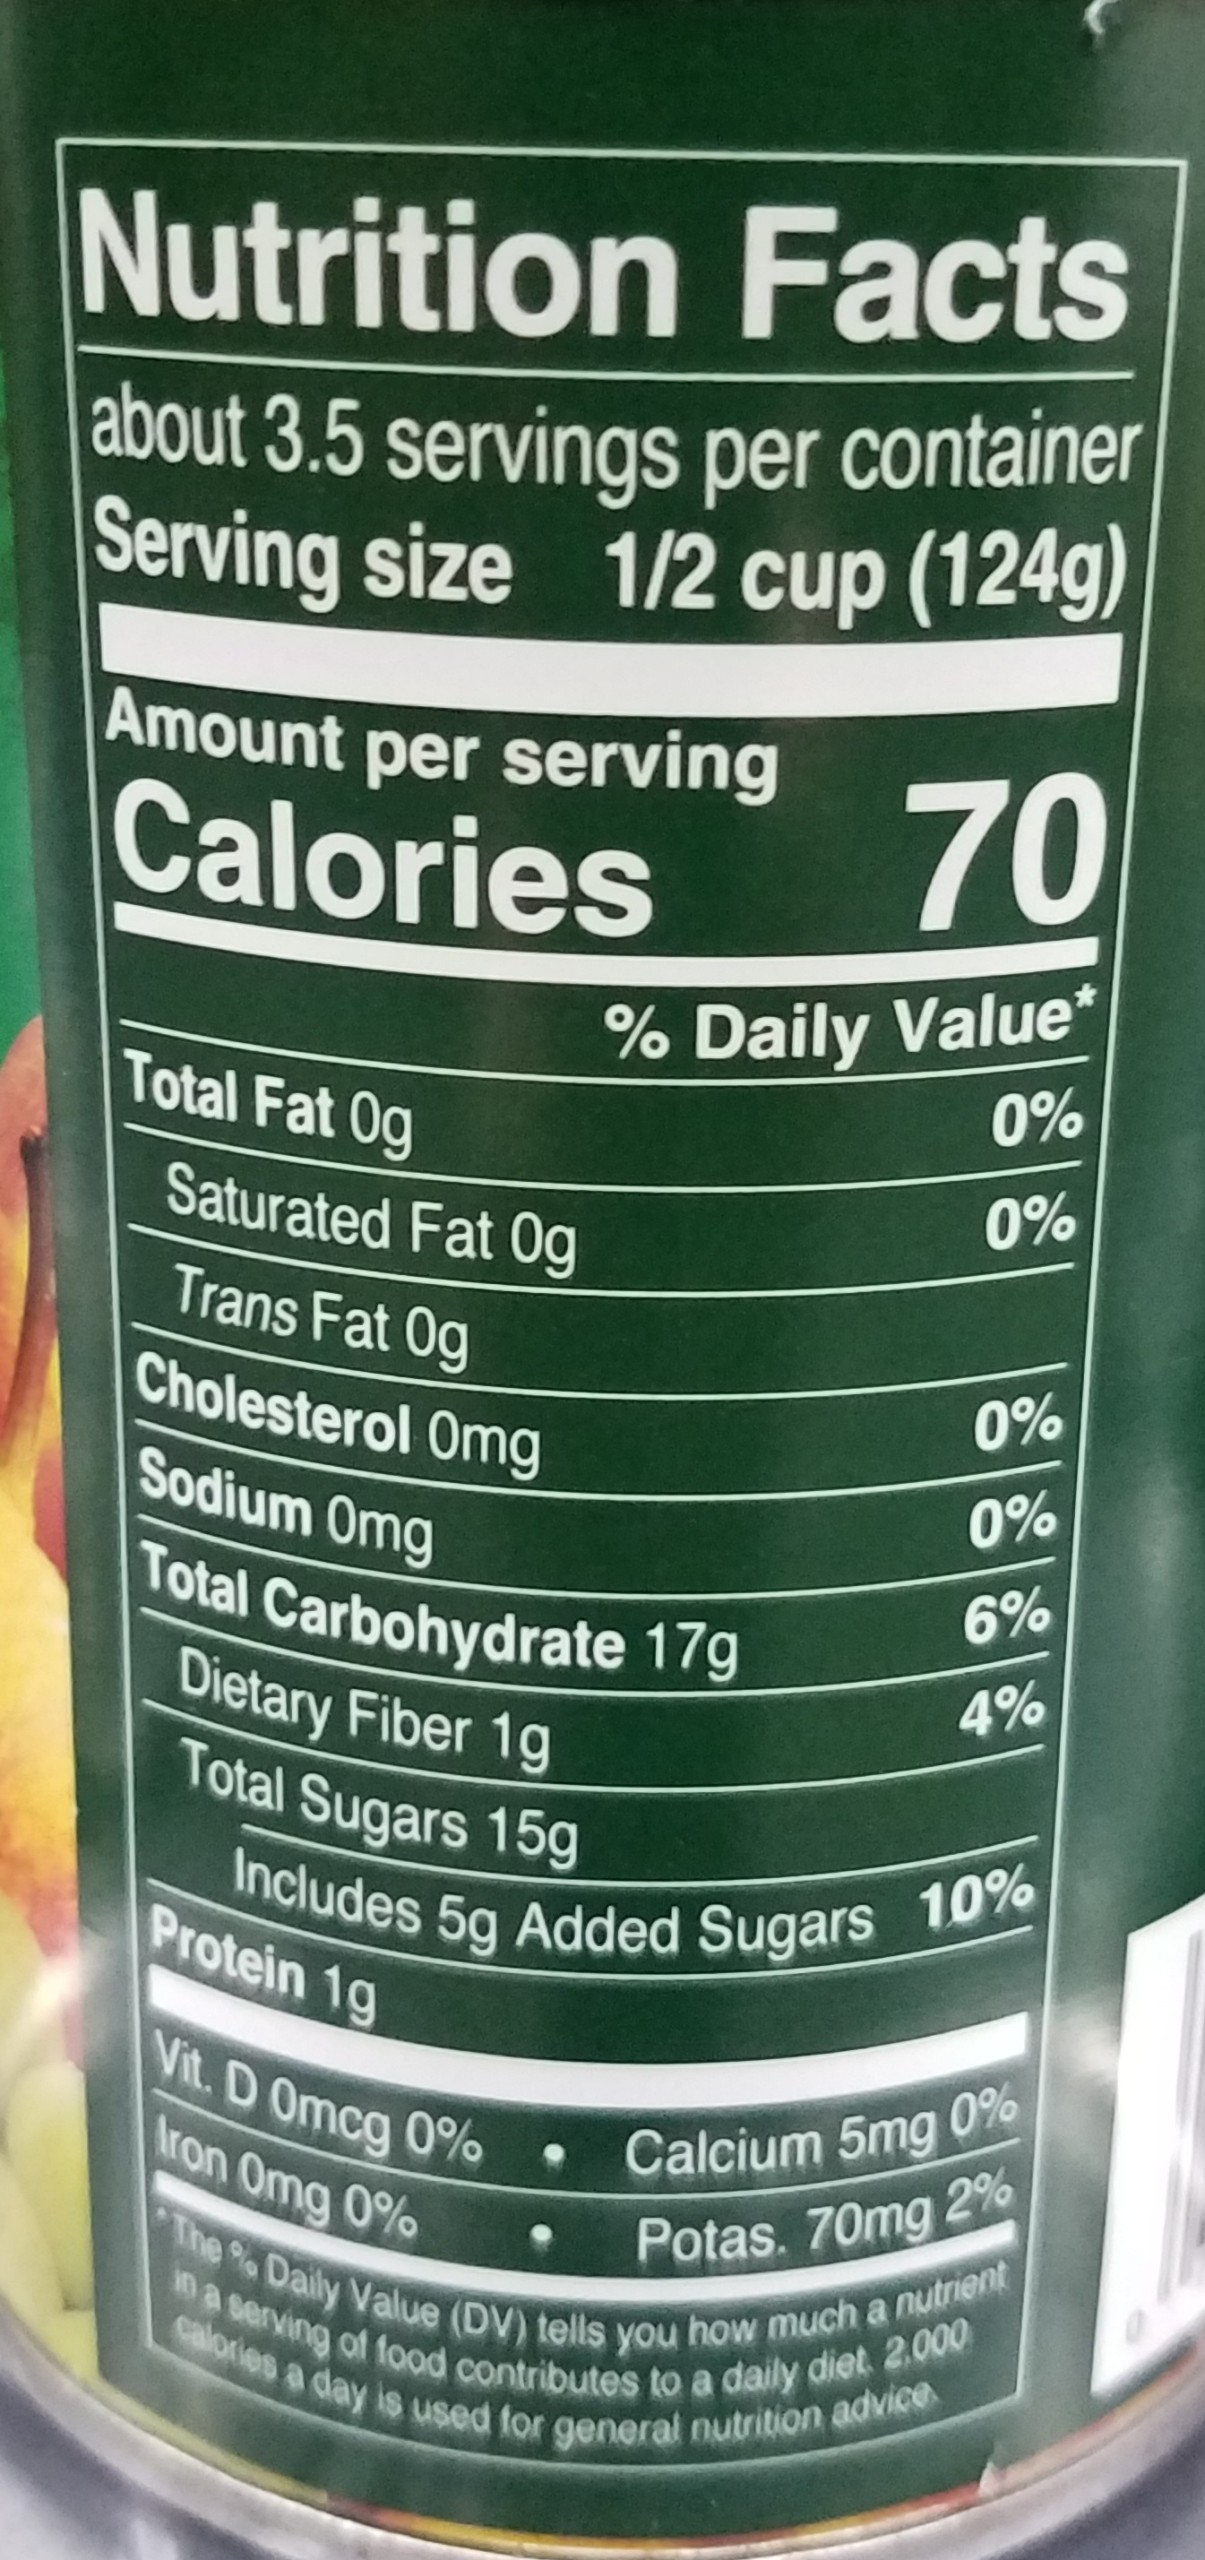 Nutrition Facts
about 3.5 servings per container
Serving size 1/2 cup (124g)
Amount per serving
Calories 70
% Daily Value*
Total Fat 0g 0%
Saturated Fat 0g 0%
Trans Fat 0g
Cholesterol 0mg 0%
Sodium 0mg 0%
Total Carbohydrate 17g 6%
Dietary Fiber 1g 4%
Total Sugars 15g
Includes 5g Added Sugars 10%
Protein 1g
Vit. D 0mcg 0% • Calcium 5mg 0%
Iron 0mg 0% • Potas. 70mg 2%
*The % Daily Value (DV) tells you how much a nutrient
in a serving of food contributes to a daily diet. 2,000
calories a day is used for general nutrition advice.